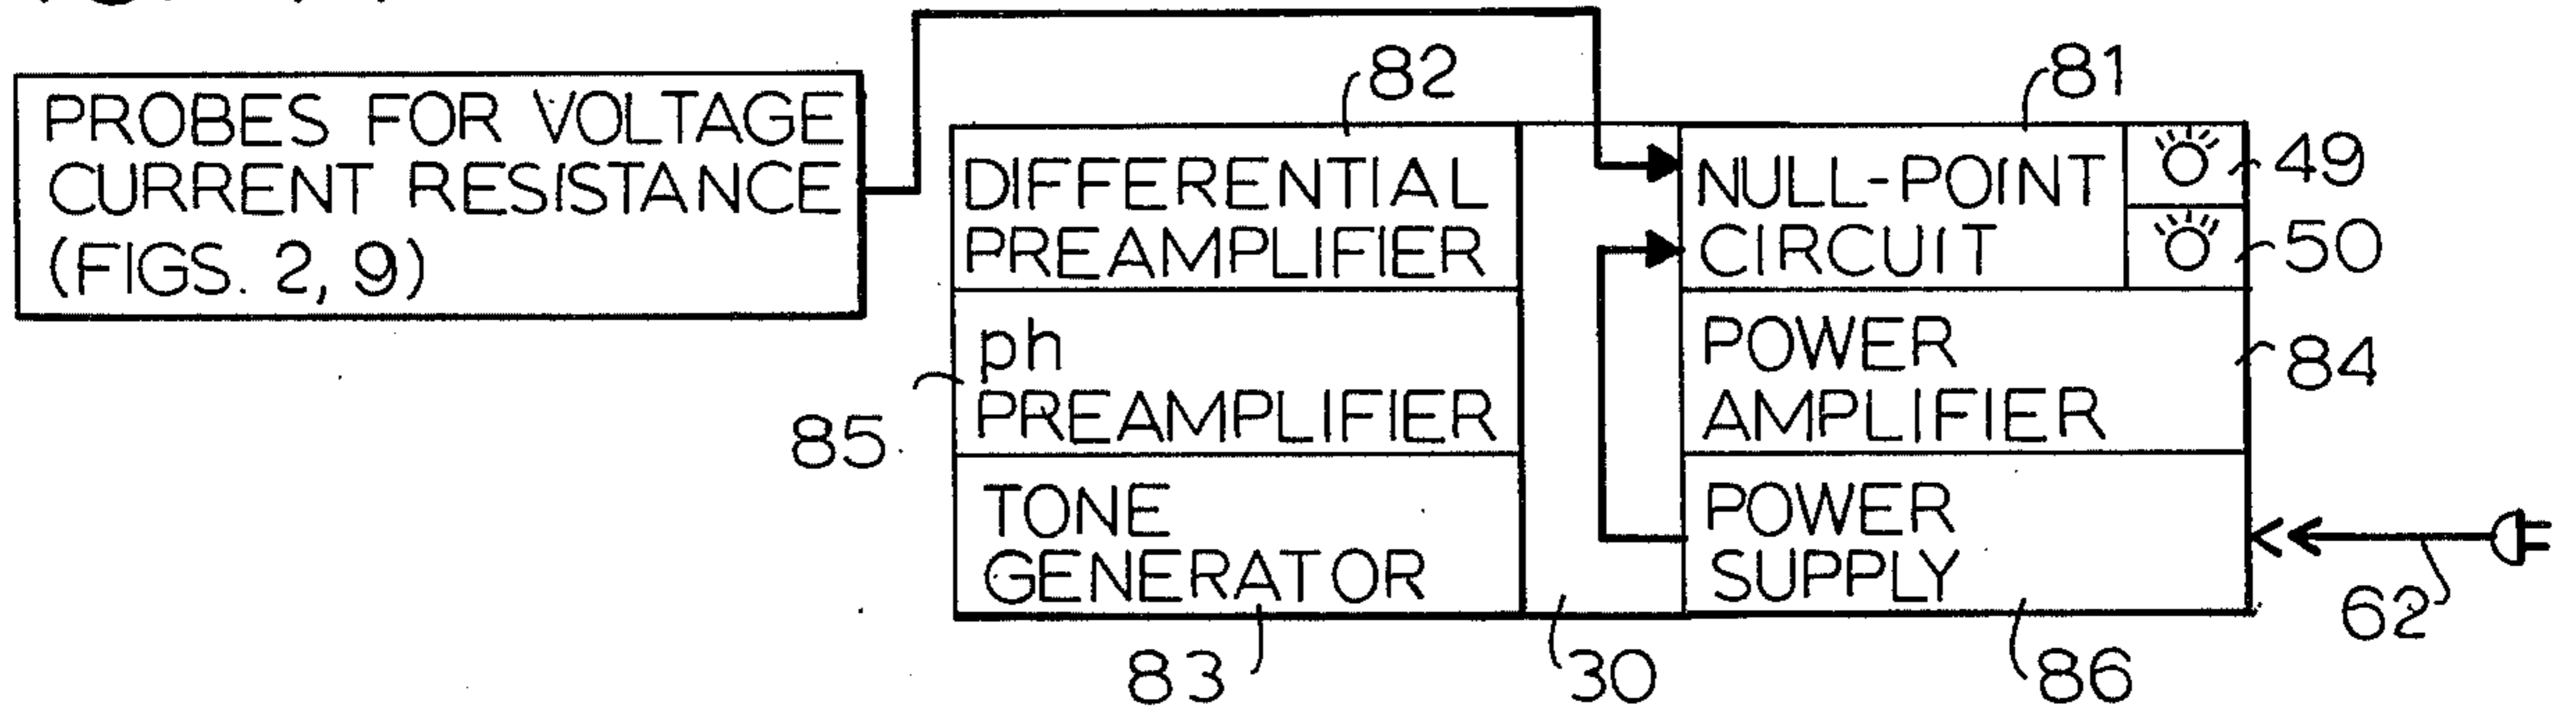 PROBES FOR VOLTAGE
CURRENT RESISTANCE
(FIGS. 2, 9)
82
DIFFERENTIAL
PREAMPLIFIER
ph
PREAMPLIFIER
85
TONE
GENERATOR
83
30
81
NULL-POINT
CIRCUIT
49
50
POWER
AMPLIFIER
84
POWER
SUPPLY
86
62